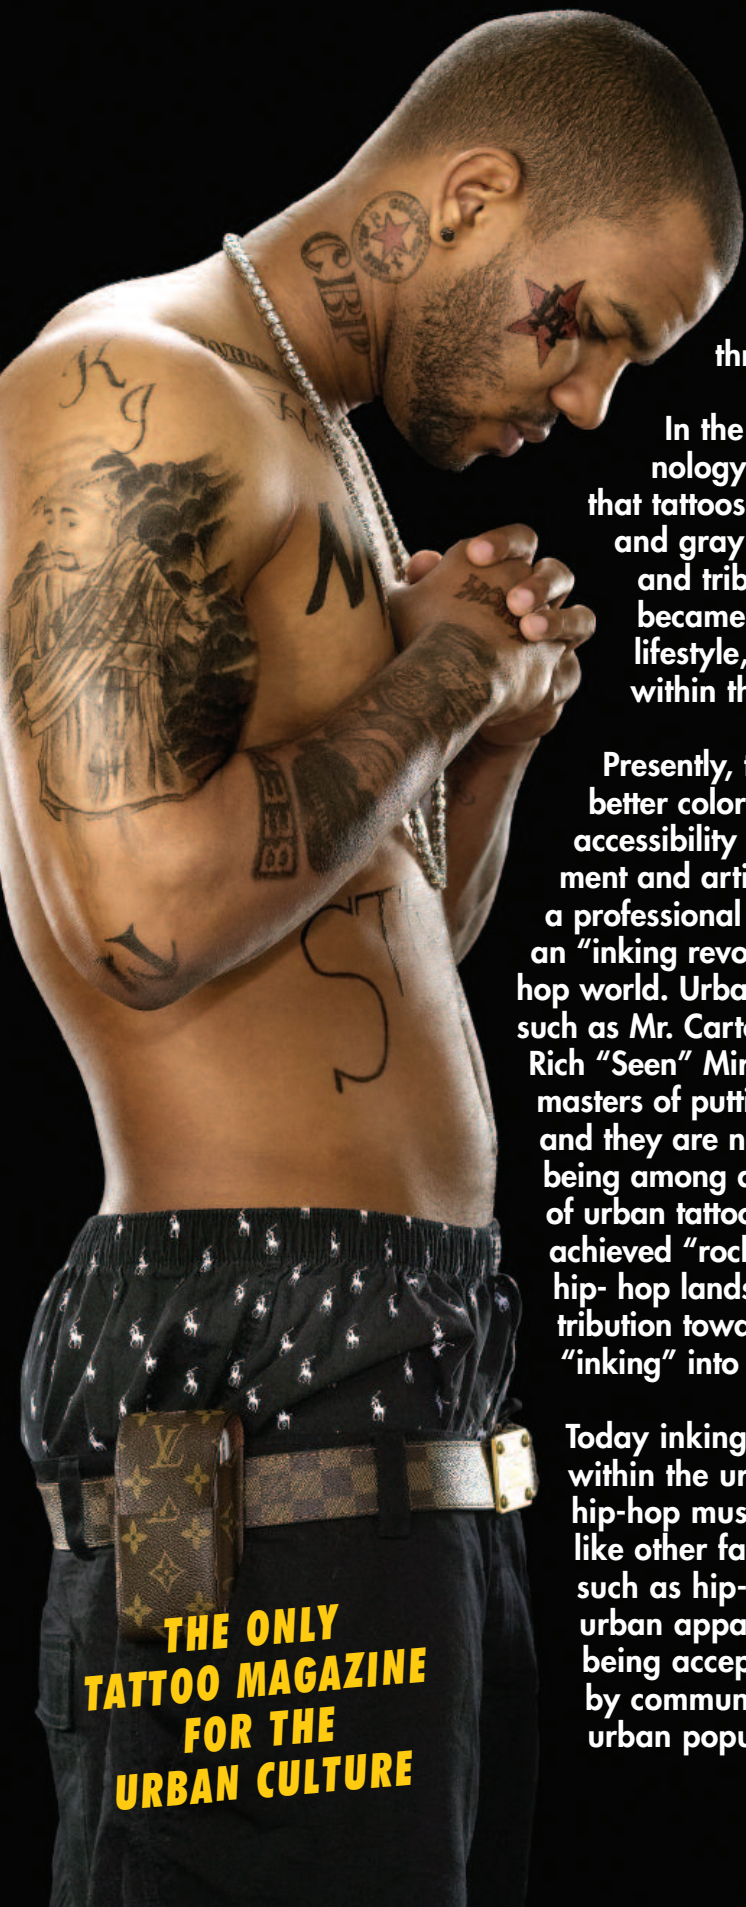 thr
In the
nology
that tattoos
and gray
and trib
became
lifestyle,
within th
Presently, t
better color
accessibility
ment and arti
a professional
an “inking revo
hop world. Urba
such as Mr. Carte
Rich “Seen” Mir
masters of putti
and they are n
being among c
of urban tattoo
achieved “rock
hip- hop lands
tribution towa
“inking” into
Today inking
within the ur
hip-hop mus
like other fa
such as hip-
urban appa
being accep
by commun
urban popu
CBP
K J
N
ST
LV
THE ONLY
TATTOO MAGAZINE
FOR THE
URBAN CULTURE